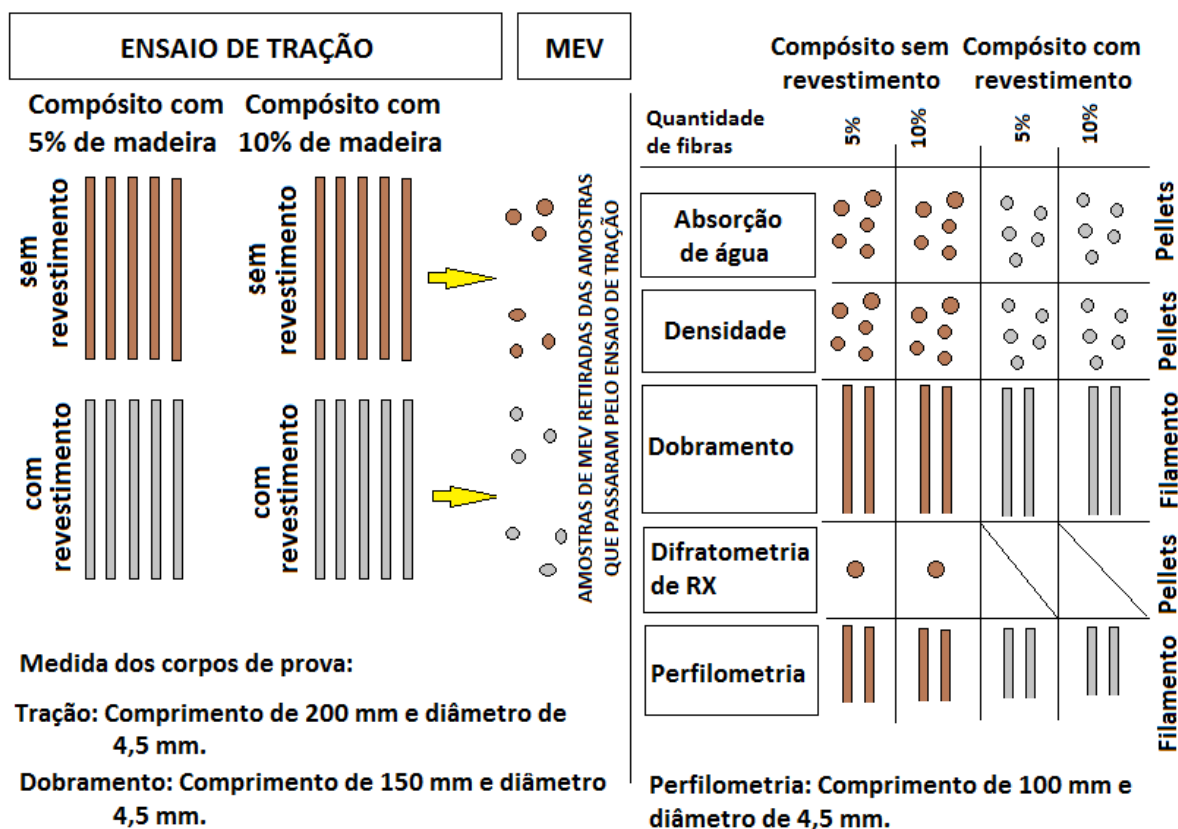 ENSAIO DE TRAÇÃO
MEV
Compósito com
5% de madeira
Compósito com
10% de madeira
sem
revestimento
sem
revestimento
com
revestimento
com
revestimento
AMOSTRAS DE MEV RETIRADAS DAS AMOSTRAS
QUE PASSARAM PELO ENSAIO DE TRAÇÃO
Medida dos corpos de prova:
Tração: Comprimento de 200 mm e diâmetro de
4,5 mm.
Dobramento: Comprimento de 150 mm e diâmetro
4,5 mm.
Compósito sem
revestimento
Compósito com
revestimento
Quantidade
de fibras
5%
10%
5%
10%
Absorção
de água
Pellets
Densidade
Pellets
Dobramento
Filamento
Difratometria
de RX
Pellets
Perfilometria
Filamento
Perfilometria: Comprimento de 100 mm e
diâmetro de 4,5 mm.